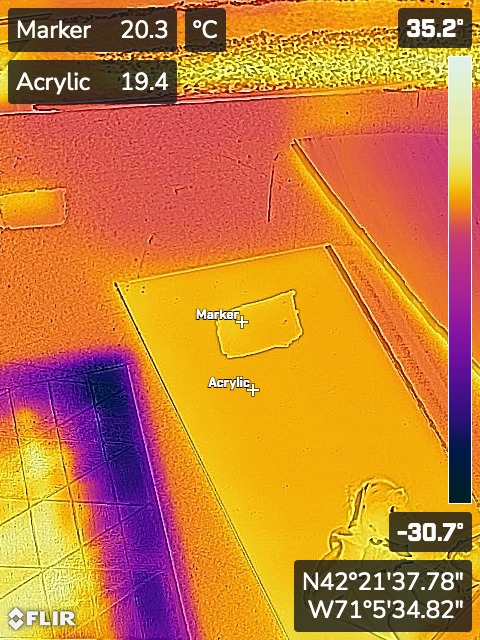 Marker 20.3 °C
35.2°
Acrylic 19.4
Marker
Acrylic
-30.7°
N42°21'37.78"
W71°5'34.82"
FLIR